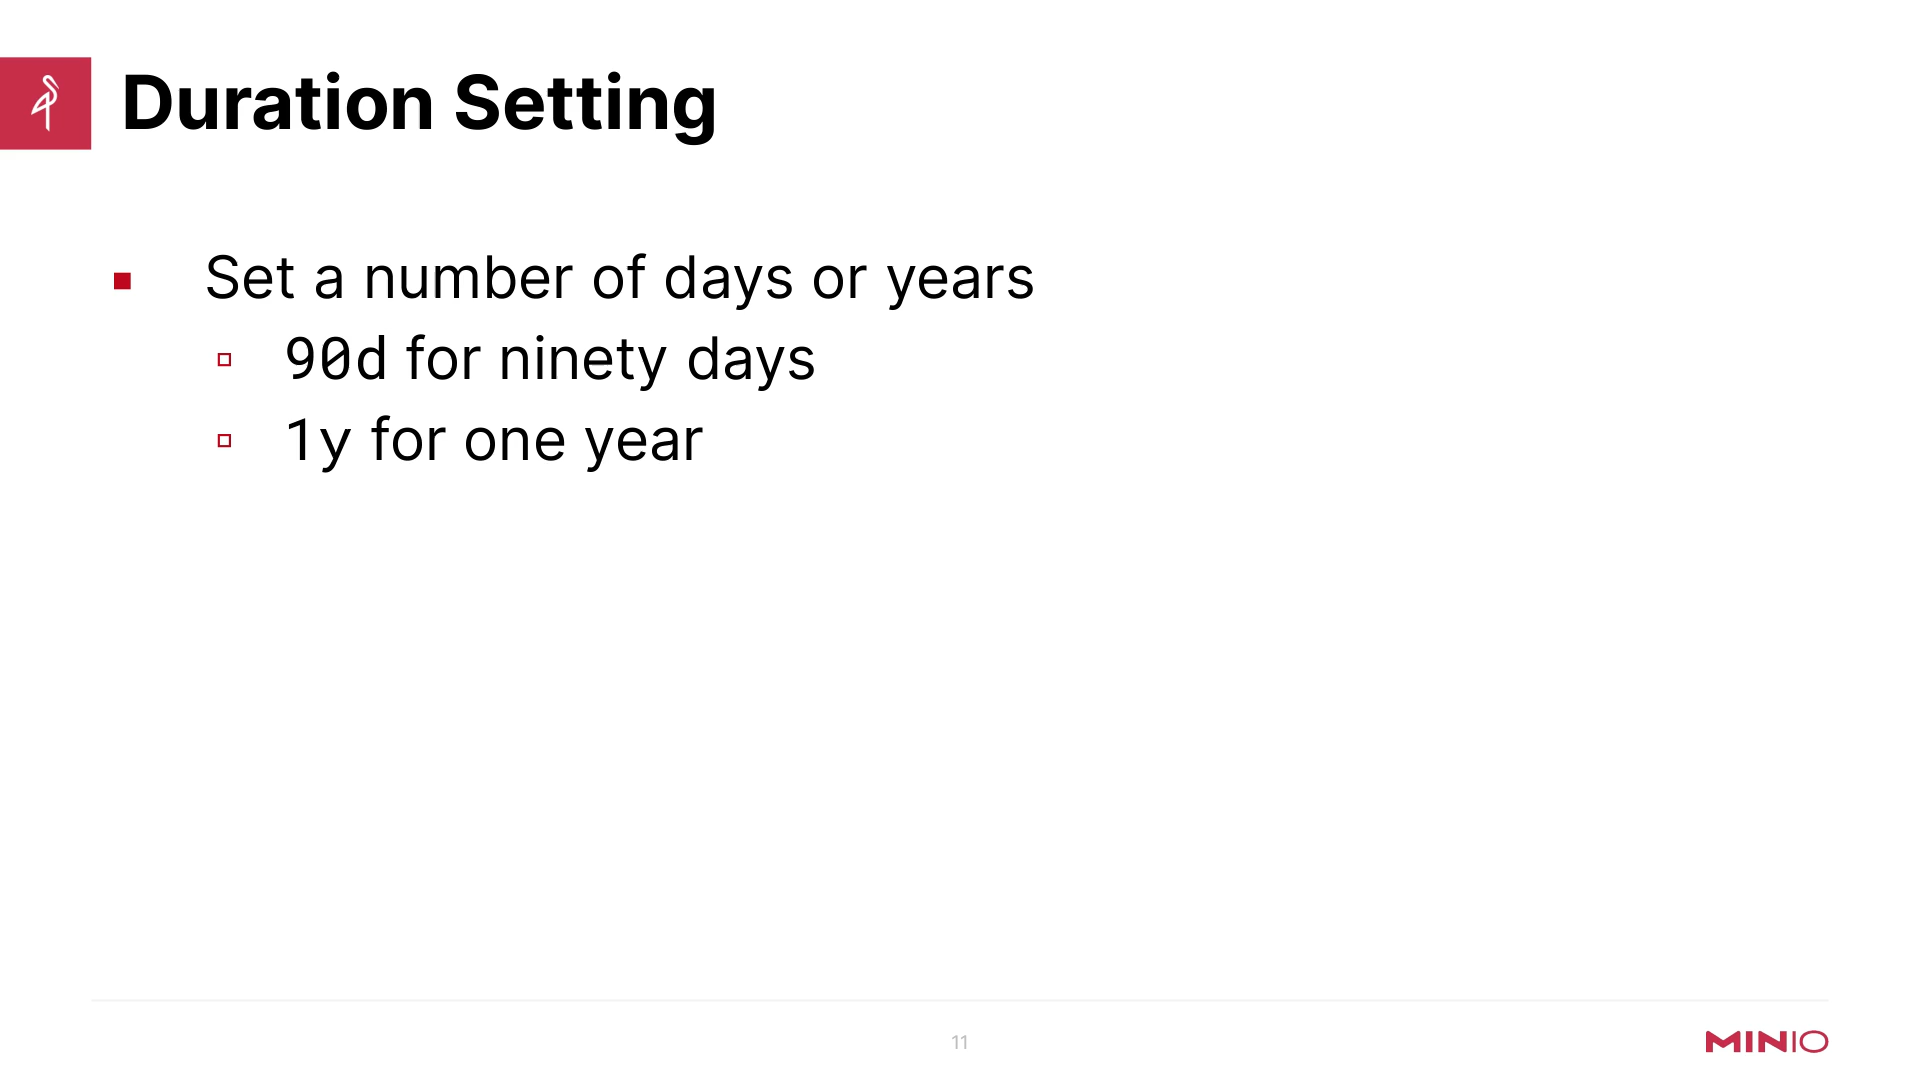 Duration Setting
Set a number of days or years
90d for ninety days
1y for one year
11
MINIO